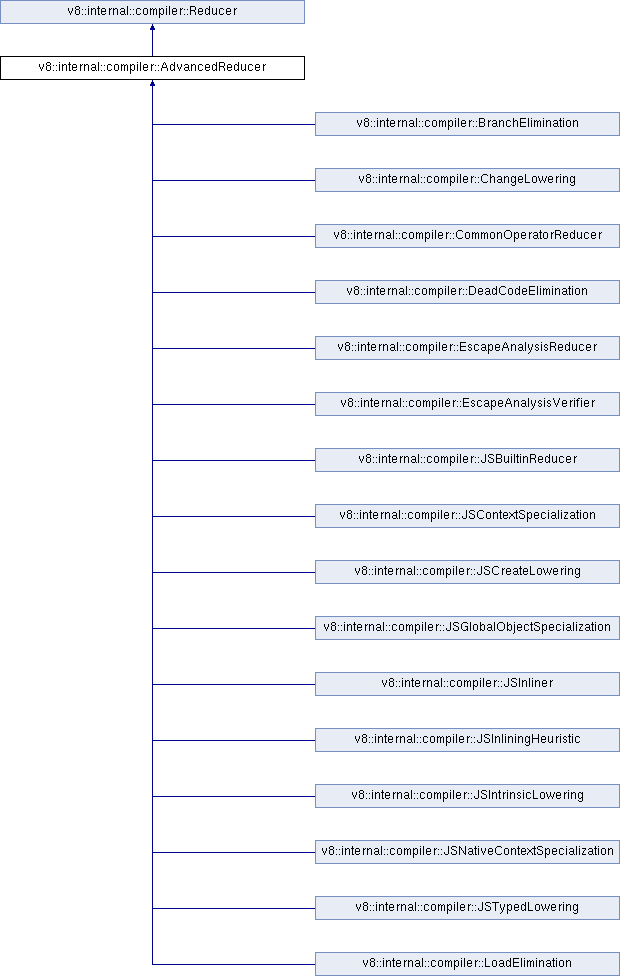 v8::internal::compiler::Reducer
v8::internal::compiler::AdvancedReducer
v8::internal::compiler::BranchElimination
v8::internal::compiler::ChangeLowering
v8::internal::compiler::CommonOperatorReducer
v8::internal::compiler::DeadCodeElimination
v8::internal::compiler::EscapeAnalysisReducer
v8::internal::compiler::EscapeAnalysisVerifier
v8::internal::compiler::JSBuiltinReducer
v8::internal::compiler::JSContextSpecialization
v8::internal::compiler::JSCreateLowering
v8::internal::compiler::JSGlobalObjectSpecialization
v8::internal::compiler::JSInliner
v8::internal::compiler::JSInliningHeuristic
v8::internal::compiler::JSIntrinsicLowering
v8::internal::compiler::JSNativeContextSpecialization
v8::internal::compiler::JSTypedLowering
v8::internal::compiler::LoadElimination